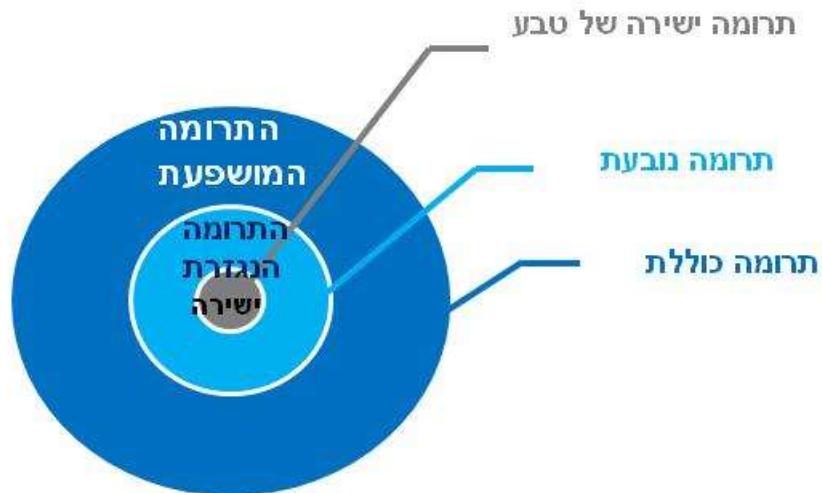 תרומה ישירה של טבע
תרומה נובעת
תרומה כוללת
התרומה
המושפעת
התרומה
הנגזרת
ישירה